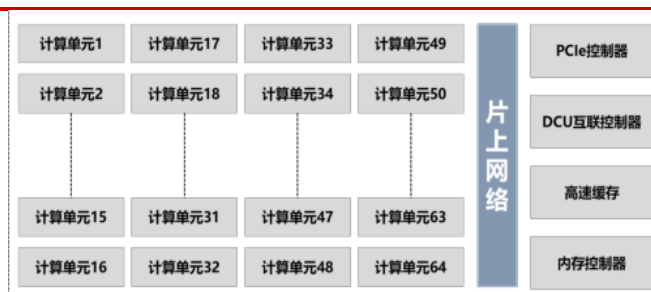 计算单元1 计算单元17 计算单元33 计算单元49
计算单元2 计算单元18 计算单元34 计算单元50
计算单元15 计算单元31 计算单元47 计算单元63
计算单元16 计算单元32 计算单元48 计算单元64
片上网络
PCIe控制器
DCU互联控制器
高速缓存
内存控制器